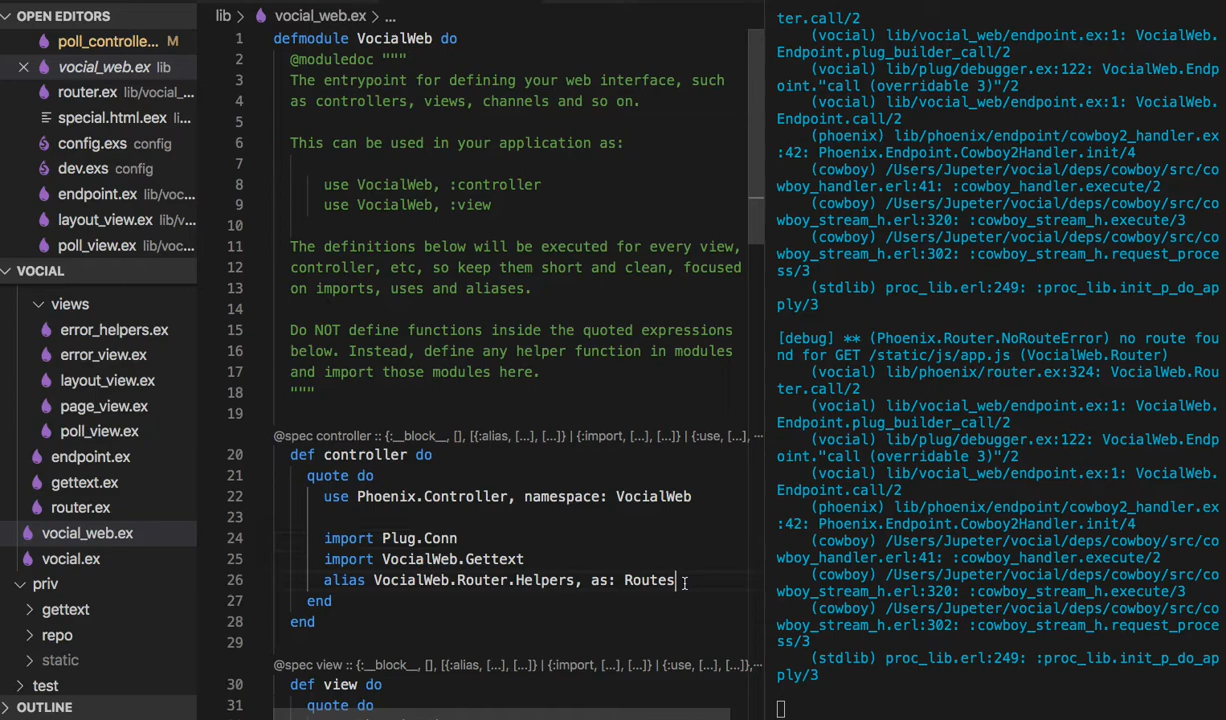 OPEN EDITORS
poll_controlle... M
vocial_web.ex lib
router.ex lib/vocial_...
special.html.eex li...
config.exs config
dev.exs config
endpoint.ex lib/voc...
layout_view.ex lib/v...
poll_view.ex lib/voc...
VOCIAL
views
error_helpers.ex
error_view.ex
layout_view.ex
page_view.ex
poll_view.ex
endpoint.ex
gettext.ex
router.ex
vocial_web.ex
vocial.ex
priv
gettext
repo
static
test
OUTLINE
lib > vocial_web.ex > ...
1 defmodule VocialWeb do
2 @moduledoc """
3 The entrypoint for defining your web interface, such
4 as controllers, views, channels and so on.
5
6 This can be used in your application as:
7
8 use VocialWeb, :controller
9 use VocialWeb, :view
10
11 The definitions below will be executed for every view,
12 controller, etc, so keep them short and clean, focused
13 on imports, uses and aliases.
14
15 Do NOT define functions inside the quoted expressions
16 below. Instead, define any helper function in modules
17 and import those modules here.
18 """
19
@spec controller :: {:__block__, [], [{:alias, [...], [...]} | {:import, [...], [...]} | {:use, [...], ...
20 def controller do
21 quote do
22 use Phoenix.Controller, namespace: VocialWeb
23
24 import Plug.Conn
25 import VocialWeb.Gettext
26 alias VocialWeb.Router.Helpers, as: Routes
27 end
28 end
29
@spec view :: {:__block__, [], [{:alias, [...], [...]} | {:import, [...], [...]} | {:use, [...], [...]},...
30 def view do
31 quote do
ter.call/2
(vocial) lib/vocial_web/endpoint.ex:1: VocialWeb.
Endpoint.plug_builder_call/2
(vocial) lib/plug/debugger.ex:122: VocialWeb.Endp
oint."call (overridable 3)"/2
(vocial) lib/vocial_web/endpoint.ex:1: VocialWeb.
Endpoint.call/2
(phoenix) lib/phoenix/endpoint/cowboy2_handler.ex
:42: Phoenix.Endpoint.Cowboy2Handler.init/4
(cowboy) /Users/Jupeter/vocial/deps/cowboy/src/co
wboy_handler.erl:41: :cowboy_handler.execute/2
(cowboy) /Users/Jupeter/vocial/deps/cowboy/src/co
wboy_stream_h.erl:320: :cowboy_stream_h.execute/3
(cowboy) /Users/Jupeter/vocial/deps/cowboy/src/co
wboy_stream_h.erl:302: :cowboy_stream_h.request_proce
ss/3
(stdlib) proc_lib.erl:249: :proc_lib.init_p_do_ap
ply/3
[debug] ** (Phoenix.Router.NoRouteError) no route fou
nd for GET /static/js/app.js (VocialWeb.Router)
(vocial) lib/phoenix/router.ex:324: VocialWeb.Rou
ter.call/2
(vocial) lib/vocial_web/endpoint.ex:1: VocialWeb.
Endpoint.plug_builder_call/2
(vocial) lib/plug/debugger.ex:122: VocialWeb.Endp
oint."call (overridable 3)"/2
(vocial) lib/vocial_web/endpoint.ex:1: VocialWeb.
Endpoint.call/2
(phoenix) lib/phoenix/endpoint/cowboy2_handler.ex
:42: Phoenix.Endpoint.Cowboy2Handler.init/4
(cowboy) /Users/Jupeter/vocial/deps/cowboy/src/co
wboy_handler.erl:41: :cowboy_handler.execute/2
(cowboy) /Users/Jupeter/vocial/deps/cowboy/src/co
wboy_stream_h.erl:320: :cowboy_stream_h.execute/3
(cowboy) /Users/Jupeter/vocial/deps/cowboy/src/co
wboy_stream_h.erl:302: :cowboy_stream_h.request_proce
ss/3
(stdlib) proc_lib.erl:249: :proc_lib.init_p_do_ap
ply/3